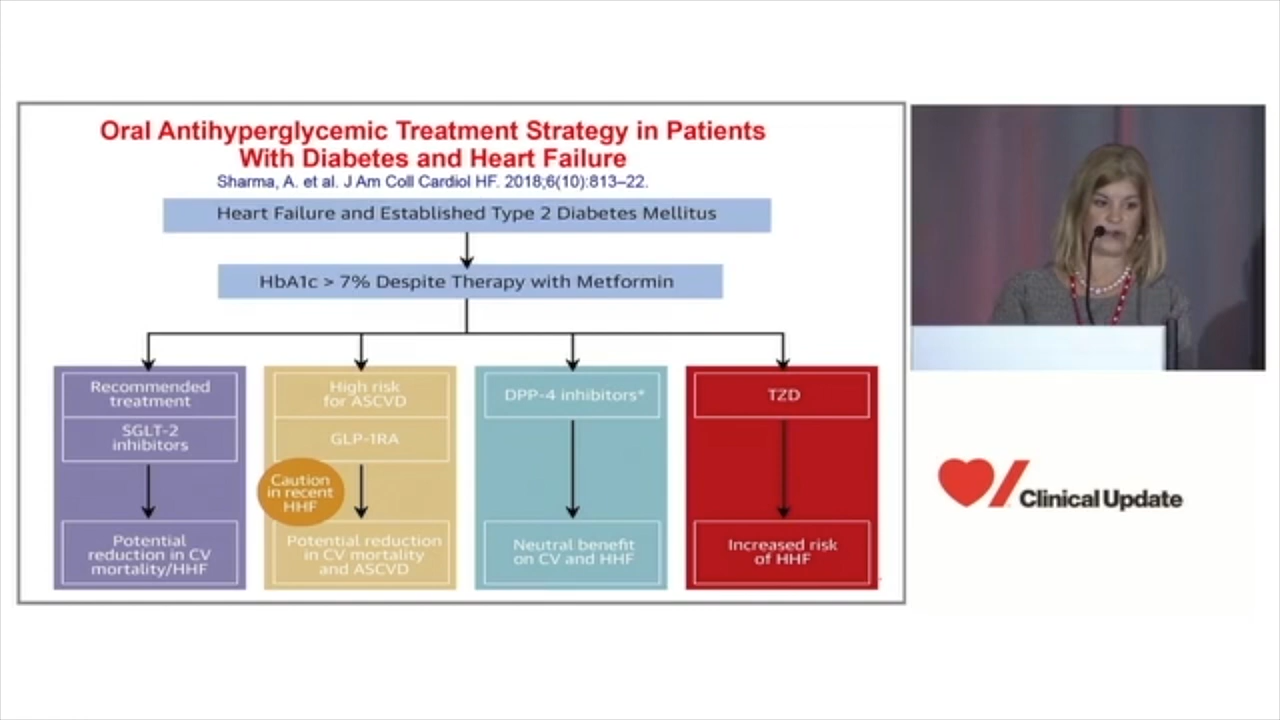 Oral Antihyperglycemic Treatment Strategy in Patients
With Diabetes and Heart Failure
Sharma, A. et al. J Am Coll Cardiol HF. 2018;6(10):813–22.
Heart Failure and Established Type 2 Diabetes Mellitus
HbA1c > 7% Despite Therapy with Metformin
Recommended
treatment
SGLT-2
inhibitors
Potential
reduction in CV
mortality/HHF
High risk
for ASCVD
GLP-1RA
Caution
in recent
HHF
Potential reduction
in CV mortality
and ASCVD
DPP-4 inhibitors*
Neutral benefit
on CV and HHF
TZD
Increased risk
of HHF
Clinical Update